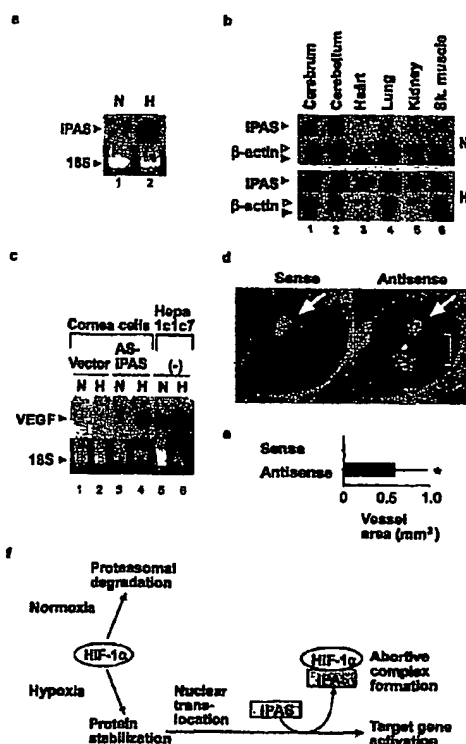 a
N H
IPAS
18S
1 2
b
Cerebrum Cerebellum Heart Lung Kidney Sk. muscle
IPAS
β-actin
N
IPAS
β-actin
H
1 2 3 4 5 6
c
Hepa
1c1c7
Cornea cells
AS-
Vector IPAS (-)
N H N H N H
VEGF
18S
1 2 3 4 5 6
d
Sense Antisense
e
Sense
Antisense
*
0 0.5 1.0
Vessel
area (mm²)
f
Proteasomal
degradation
Normoxia
HIF-1α
Hypoxia
Protein
stabilization
Nuclear
trans-
location
IPAS
HIF-1α
IPAS
Abortive
complex
formation
Target gene
activation